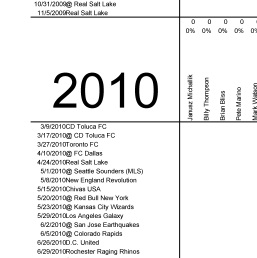 10/31/2009@ Real Salt Lake
11/5/2009Real Salt Lake
0 0 0 0
0% 0% 0% 0%
2010
Janusz Michallik
Billy Thompson
Brian Bliss
Pete Marino
Mark Watson
3/9/2010CD Toluca FC
3/17/2010@ CD Toluca FC
3/27/2010Toronto FC
4/10/2010@ FC Dallas
4/24/2010Real Salt Lake
5/1/2010@ Seattle Sounders (MLS)
5/8/2010New England Revolution
5/15/2010Chivas USA
5/20/2010@ Red Bull New York
5/23/2010@ Kansas City Wizards
5/29/2010Los Angeles Galaxy
6/2/2010@ San Jose Earthquakes
6/5/2010@ Colorado Rapids
6/26/2010D.C. United
6/29/2010Rochester Raging Rhinos